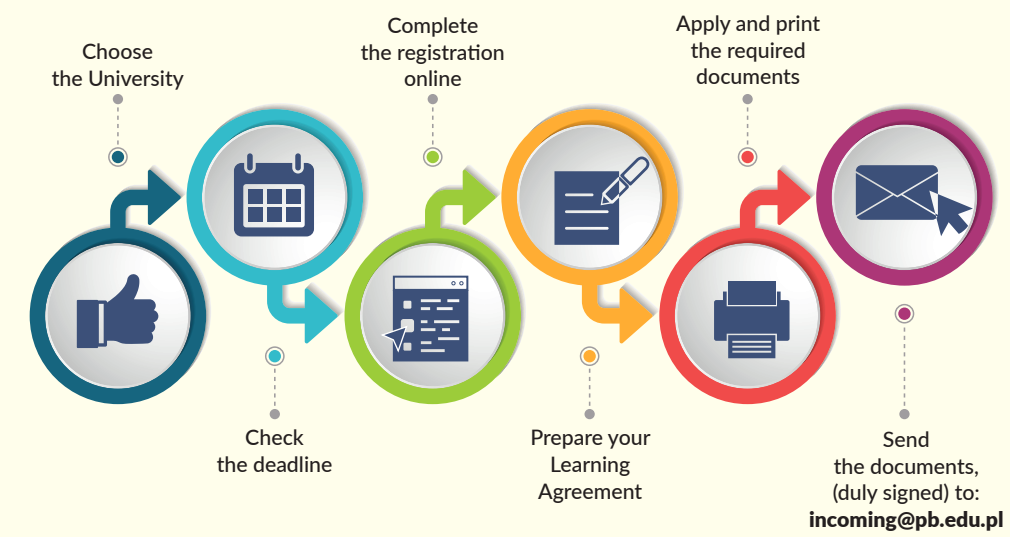 Choose
the University
Check
the deadline
Complete
the registration
online
Prepare your
Learning
Agreement
Apply and print
the required
documents
Send
the documents,
(duly signed) to:
incoming@pb.edu.pl